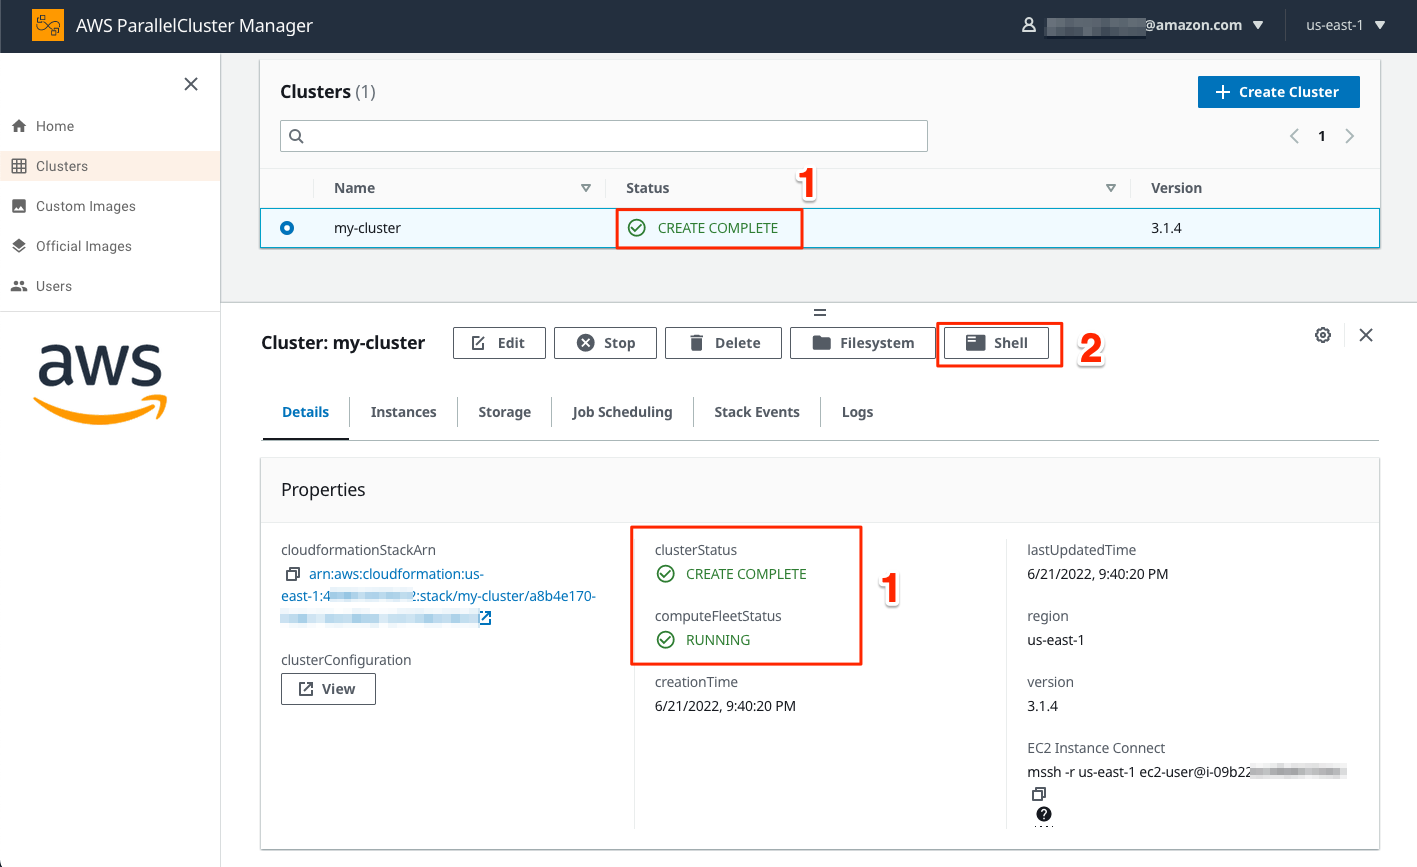 AWS ParallelCluster Manager
@amazon.com
us-east-1
Home
Clusters
Custom Images
Official Images
Users
aws
Clusters (1)
Create Cluster
1
Name
Status
1
Version
my-cluster
CREATE COMPLETE
3.1.4
Cluster: my-cluster
Edit
Stop
Delete
Filesystem
Shell
2
Details
Instances
Storage
Job Scheduling
Stack Events
Logs
Properties
cloudformationStackArn
arn:aws:cloudformation:us-
east-1:4 2:stack/my-cluster/a8b4e170-
clusterConfiguration
View
clusterStatus
CREATE COMPLETE
computeFleetStatus
RUNNING
1
creationTime
6/21/2022, 9:40:20 PM
lastUpdatedTime
6/21/2022, 9:40:20 PM
region
us-east-1
version
3.1.4
EC2 Instance Connect
mssh -r us-east-1 ec2-user@i-09b22